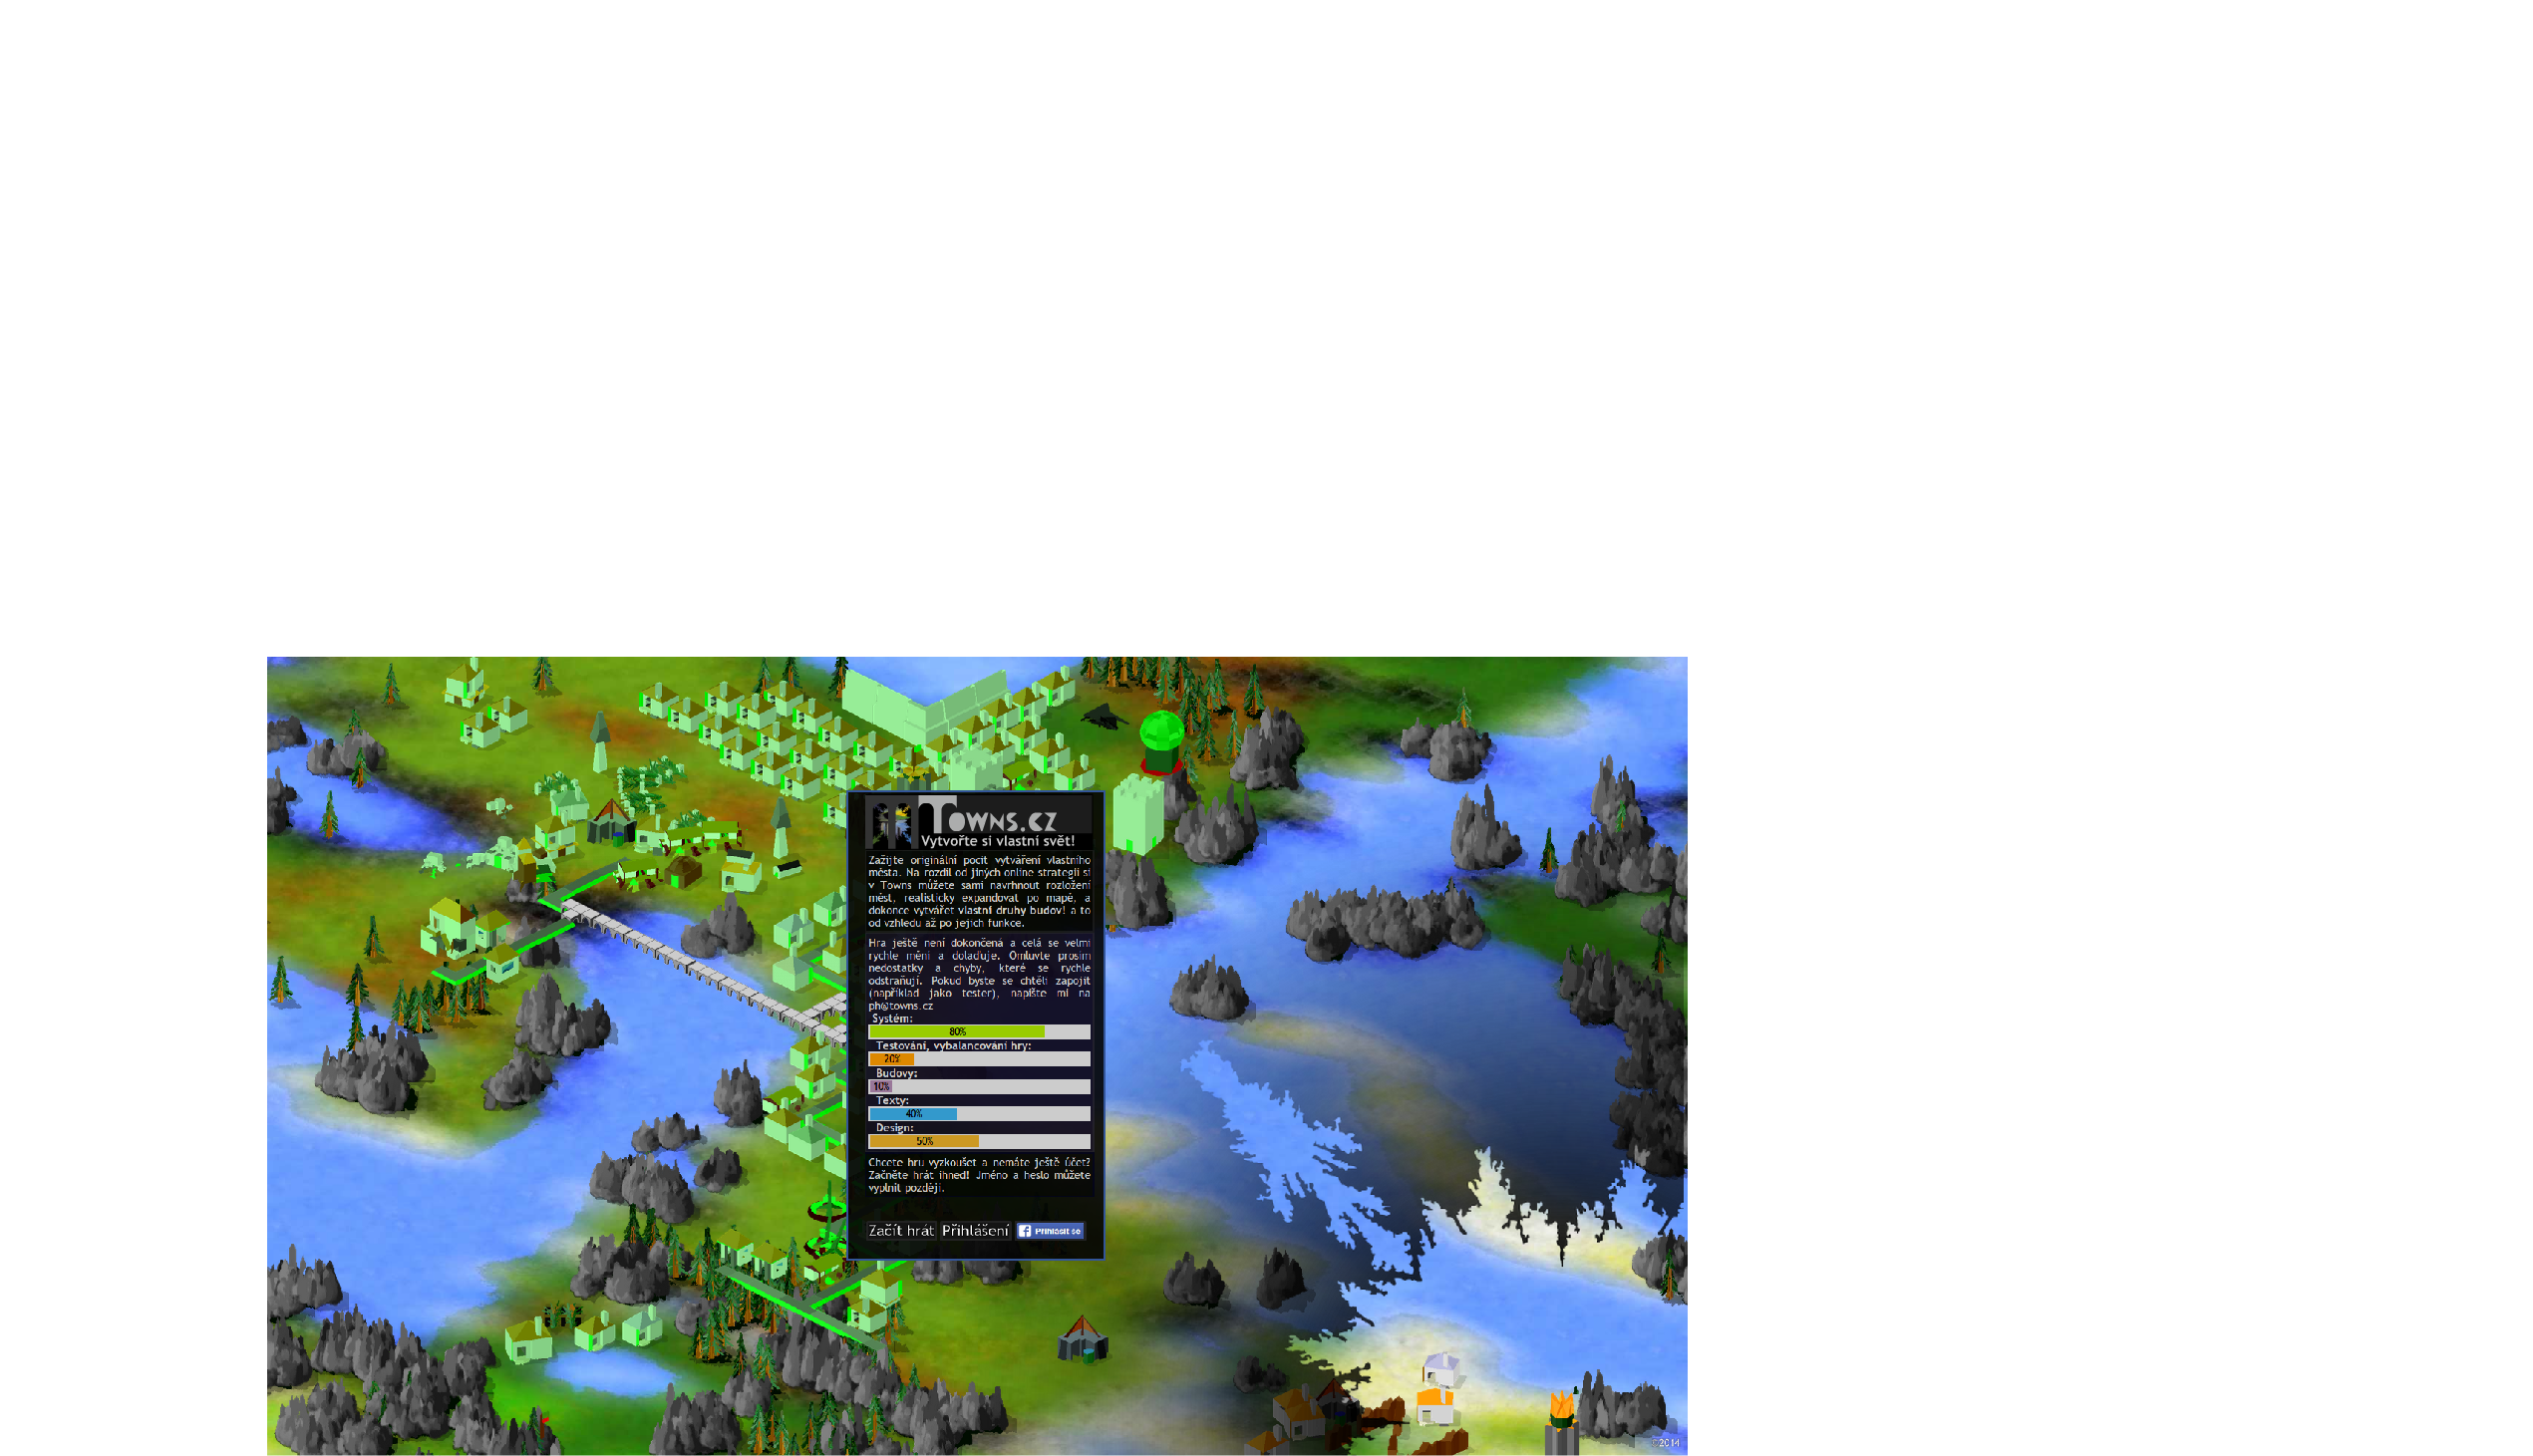 Towns.cz
Vytvořte si vlastní svět!
Zažijte originální pocit vytváření vlastního
města. Na rozdíl od jiných online strategií si
v Towns můžete sami navrhnout rozložení
měst, realisticky expandovat po mapě, a
dokonce vytvářet vlastní druhy budov! a to
od vzhledu až po jejich funkce.
Hra ještě není dokončená a celá se velmi
rychle mění a dolaďuje. Omluvte prosím
nedostatky a chyby, které se rychle
odstraňují. Pokud byste se chtěli zapojit
(například jako tester), napište mi na
ph@towns.cz
Systém:
80%
Testování, vybalancování hry:
20%
Budovy:
10%
Texty:
40%
Design:
50%
Chcete hru vyzkoušet a nemáte ještě účet?
Začněte hrát ihned! Jméno a heslo můžete
vyplnit později.
Začít hrát Přihlášení Přihlásit se
©2014